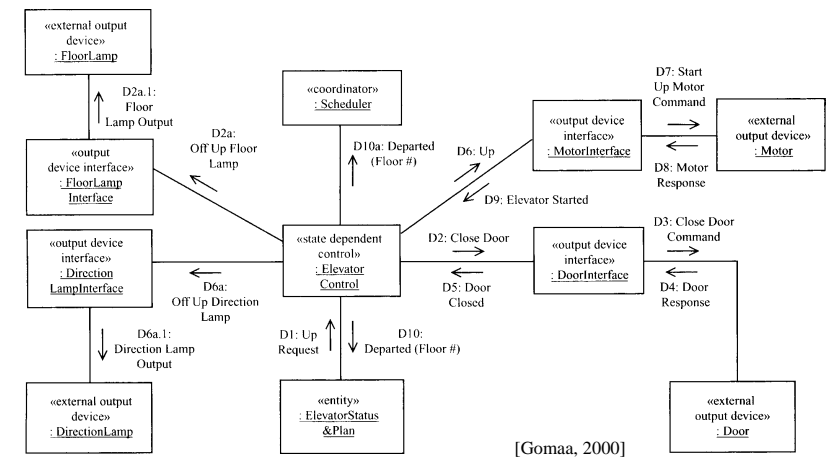 «external output
device»
: FloorLamp
D2a.1:
Floor
Lamp Output
«output
device interface»
: FloorLamp
Interface
D2a:
Off Up Floor
Lamp
«coordinator»
: Scheduler
D10a: Departed
(Floor #)
D6: Up
D9: Elevator Started
«output device
interface»
: MotorInterface
D7: Start
Up Motor
Command
D8: Motor
Response
«external
output device»
: Motor
«output device
interface»
: Direction
LampInterface
D6a:
Off Up Direction
Lamp
«state dependent
control»
: Elevator
Control
D2: Close Door
D5: Door
Closed
«output device
interface»
: DoorInterface
D3: Close Door
Command
D4: Door
Response
D6a.1:
Direction Lamp
Output
D1: Up
Request
D10:
Departed (Floor #)
«external output
device»
: DirectionLamp
«entity»
: ElevatorStatus
&Plan
«external
output device»
: Door
[Gomaa, 2000]